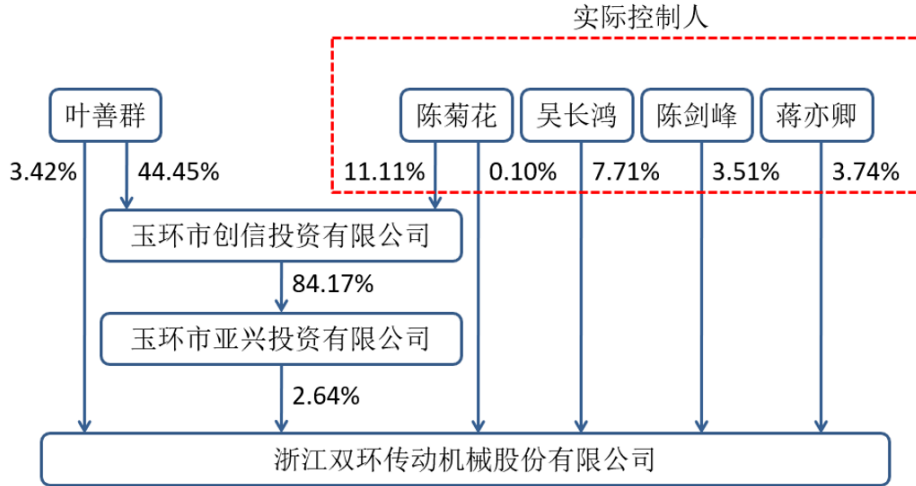 实际控制人
叶善群
陈菊花
吴长鸿
陈剑峰
蒋亦卿
3.42%
44.45%
11.11%
0.10%
7.71%
3.51%
3.74%
玉环市创信投资有限公司
84.17%
玉环市亚兴投资有限公司
2.64%
浙江双环传动机械股份有限公司